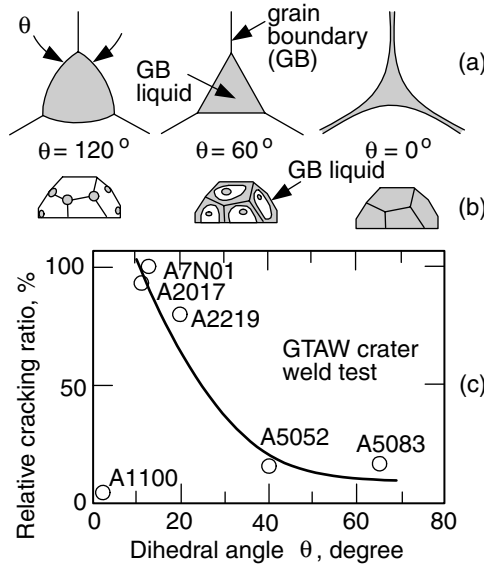 θ
grain
boundary
(GB)
GB
liquid
(a)
θ = 120 o
θ = 60 o
θ = 0 o
GB liquid
(b)
Relative cracking ratio, %
100
50
0
A7N01
A2017
A2219
GTAW crater
weld test
(c)
A5052
A5083
A1100
0 20 40 60 80
Dihedral angle θ, degree